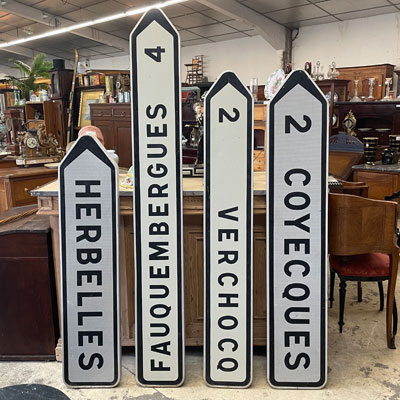 HERBELLES
FAUQUEMBERGUES 4
VERCHOCQ 2
COYECQUES 2